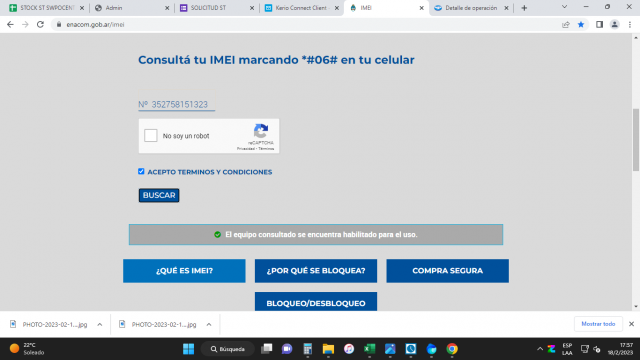 STOCK ST SWPOCENT
Admin
SOLICITUD ST
Kerio Connect Client
IMEI
Detalle de operación
enacom.gob.ar/imei
Consultá tu IMEI marcando *#06# en tu celular
Nº 352758151323
No soy un robot
reCAPTCHA
Privacidad - Términos
ACEPTO TERMINOS Y CONDICIONES
BUSCAR
El equipo consultado se encuentra habilitado para el uso.
¿QUÉ ES IMEI?
¿POR QUÉ SE BLOQUEA?
COMPRA SEGURA
BLOQUEO/DESBLOQUEO
PHOTO-2023-02-1....jpg
PHOTO-2023-02-1....jpg
Mostrar todo
22°C
Soleado
Búsqueda
ESP
LAA
17:57
18/2/2023